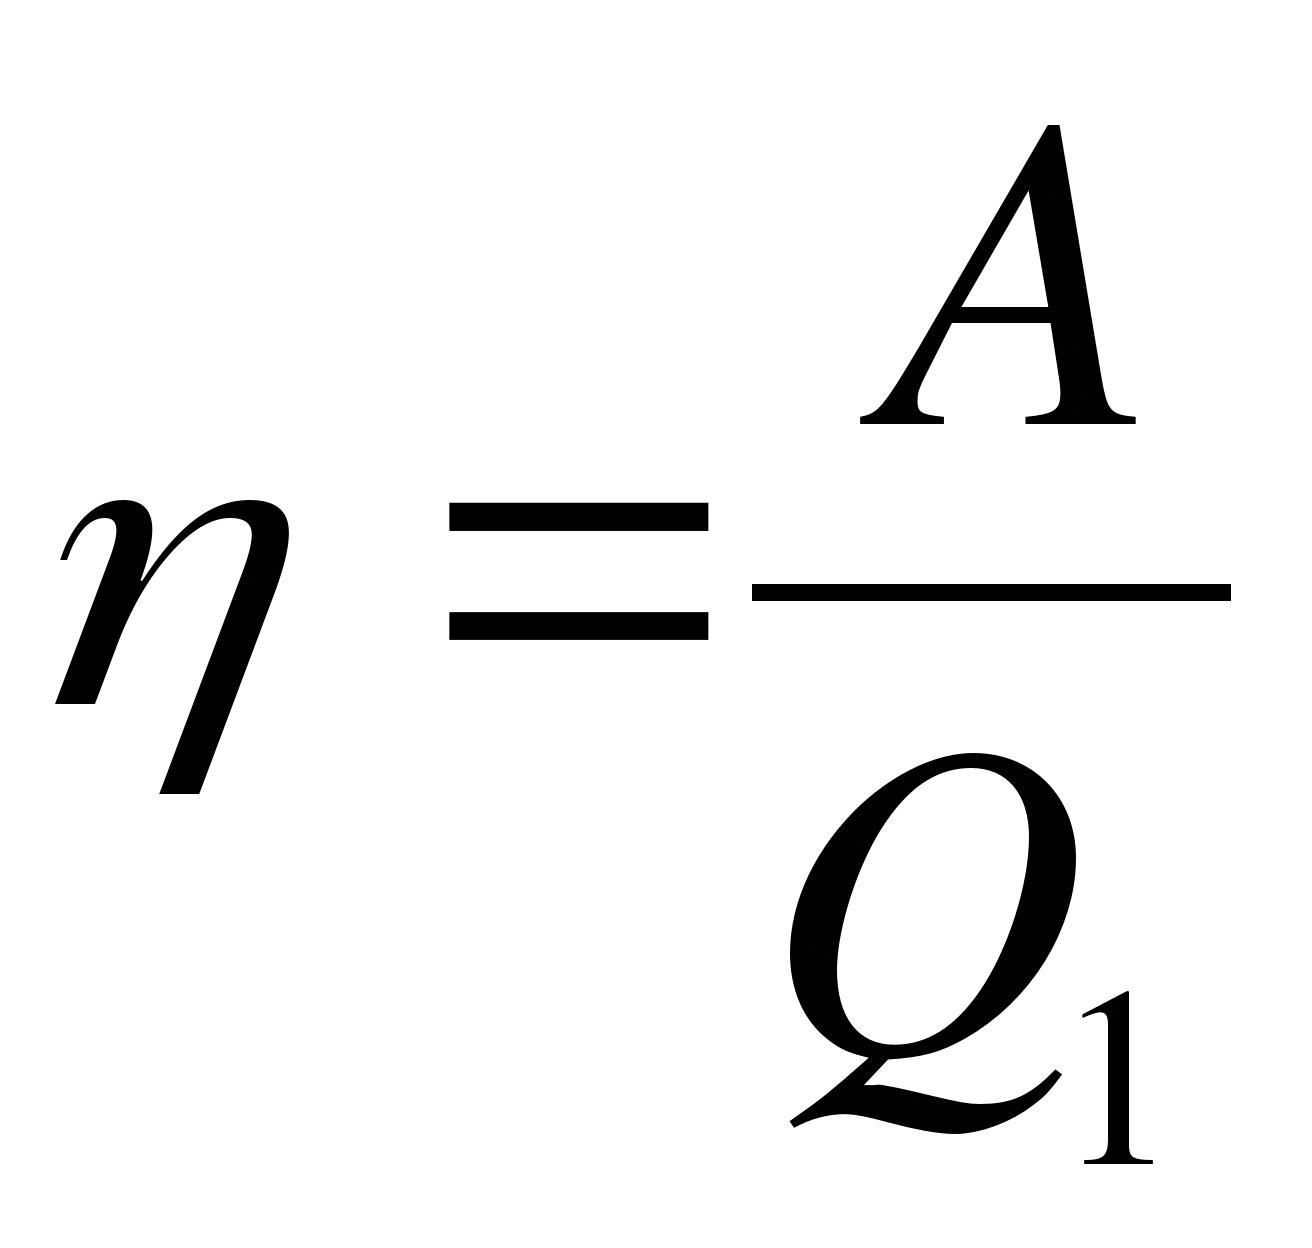 η = A / Q₁